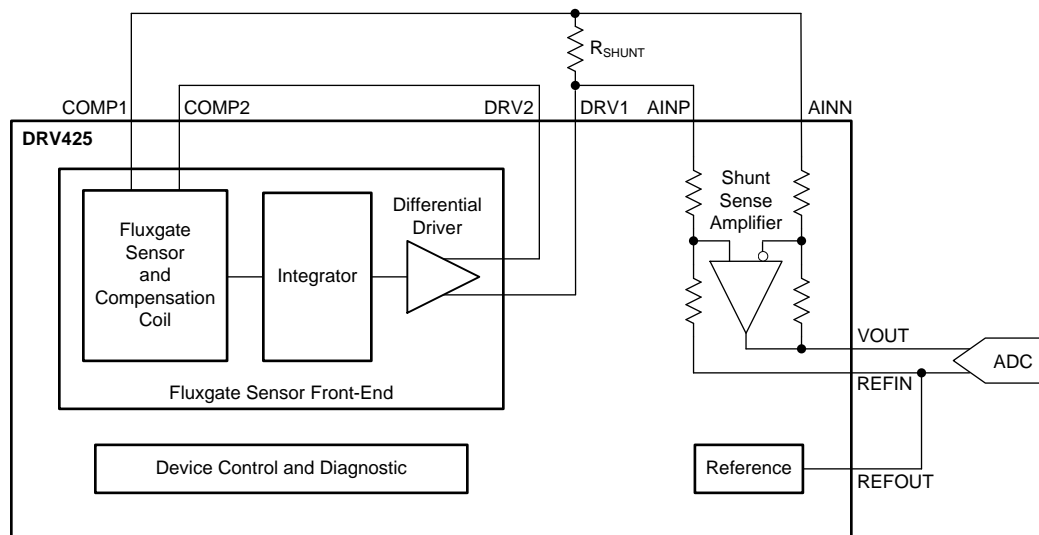 R_SHUNT
COMP1
COMP2
DRV2
DRV1
AINP
AINN
DRV425
Fluxgate
Sensor
and
Compensation
Coil
Integrator
Differential
Driver
Shunt
Sense
Amplifier
Fluxgate Sensor Front-End
VOUT
ADC
REFIN
Device Control and Diagnostic
Reference
REFOUT